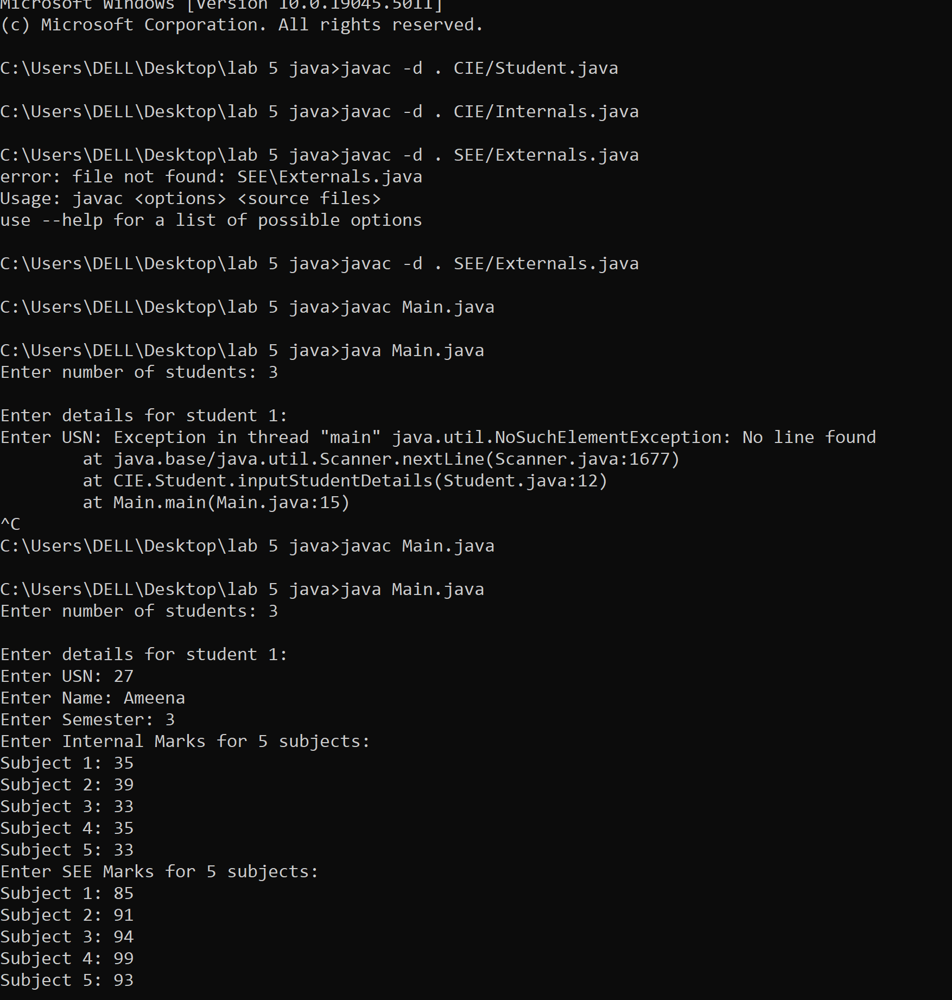 Microsoft Windows [Version 10.0.19045.5011]
(c) Microsoft Corporation. All rights reserved.
C:\Users\DELL\Desktop\lab 5 java>javac -d . CIE/Student.java
C:\Users\DELL\Desktop\lab 5 java>javac -d . CIE/Internals.java
C:\Users\DELL\Desktop\lab 5 java>javac -d . SEE/Externals.java
error: file not found: SEE\Externals.java
Usage: javac <options> <source files>
use --help for a list of possible options
C:\Users\DELL\Desktop\lab 5 java>javac -d . SEE/Externals.java
C:\Users\DELL\Desktop\lab 5 java>javac Main.java
C:\Users\DELL\Desktop\lab 5 java>java Main.java
Enter number of students: 3
Enter details for student 1:
Enter USN: Exception in thread "main" java.util.NoSuchElementException: No line found
at java.base/java.util.Scanner.nextLine(Scanner.java:1677)
at CIE.Student.inputStudentDetails(Student.java:12)
at Main.main(Main.java:15)
^C
C:\Users\DELL\Desktop\lab 5 java>javac Main.java
C:\Users\DELL\Desktop\lab 5 java>java Main.java
Enter number of students: 3
Enter details for student 1:
Enter USN: 27
Enter Name: Ameena
Enter Semester: 3
Enter Internal Marks for 5 subjects:
Subject 1: 35
Subject 2: 39
Subject 3: 33
Subject 4: 35
Subject 5: 33
Enter SEE Marks for 5 subjects:
Subject 1: 85
Subject 2: 91
Subject 3: 94
Subject 4: 99
Subject 5: 93